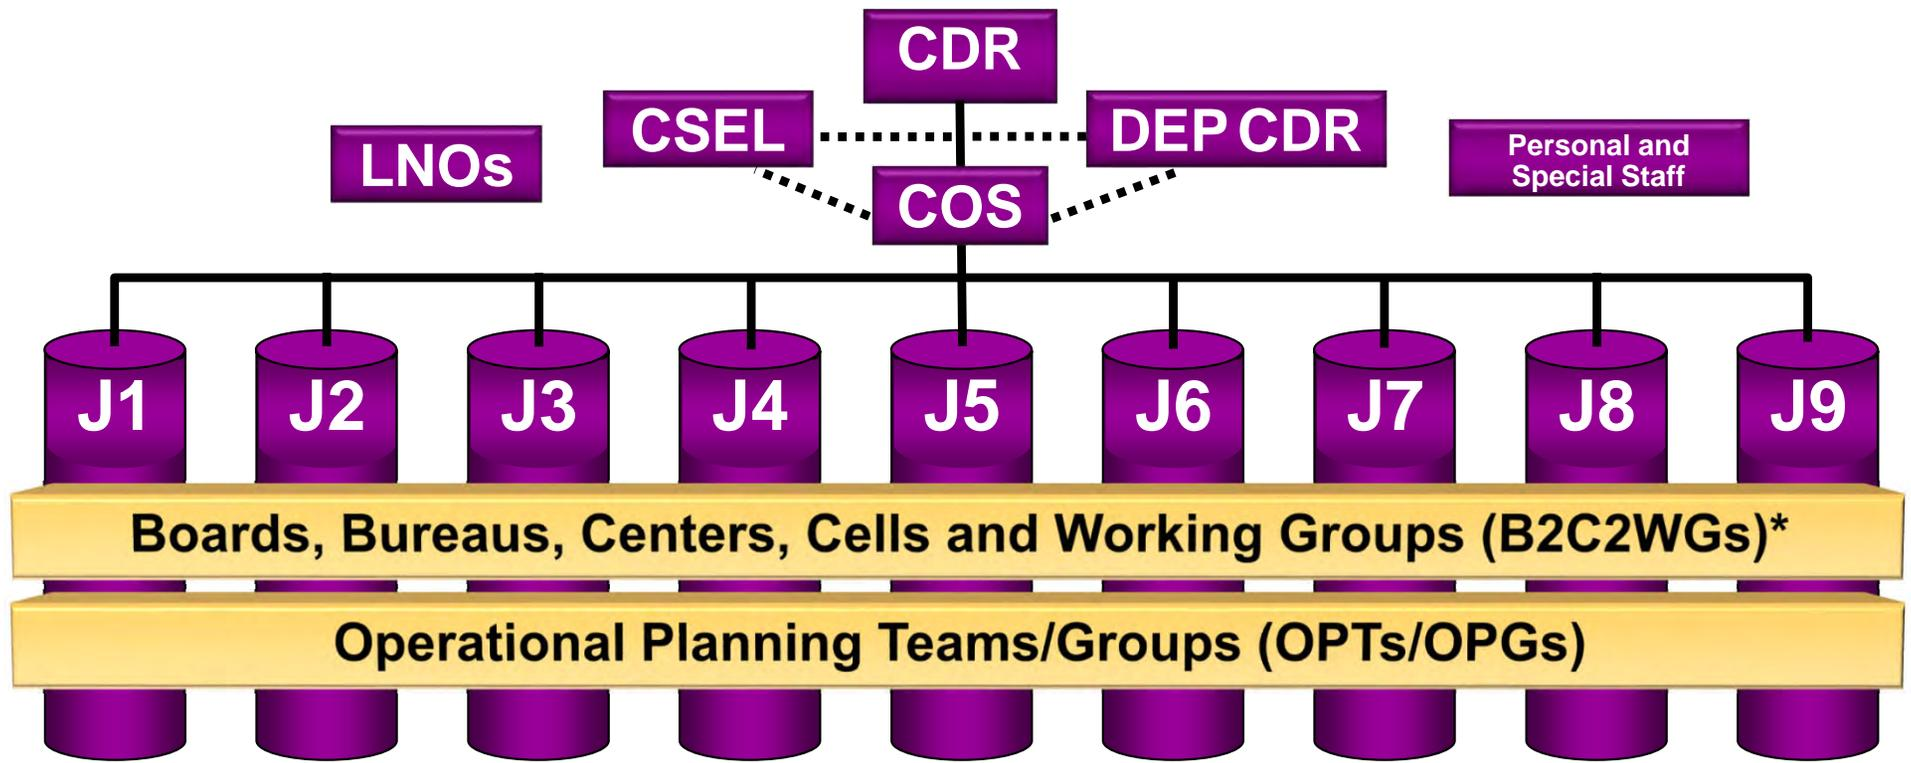 CDR
CSEL
DEP CDR
LNOs
Personal and
Special Staff
COS
J1
J2
J3
J4
J5
J6
J7
J8
J9
Boards, Bureaus, Centers, Cells and Working Groups (B2C2WGs)*
Operational Planning Teams/Groups (OPTs/OPGs)